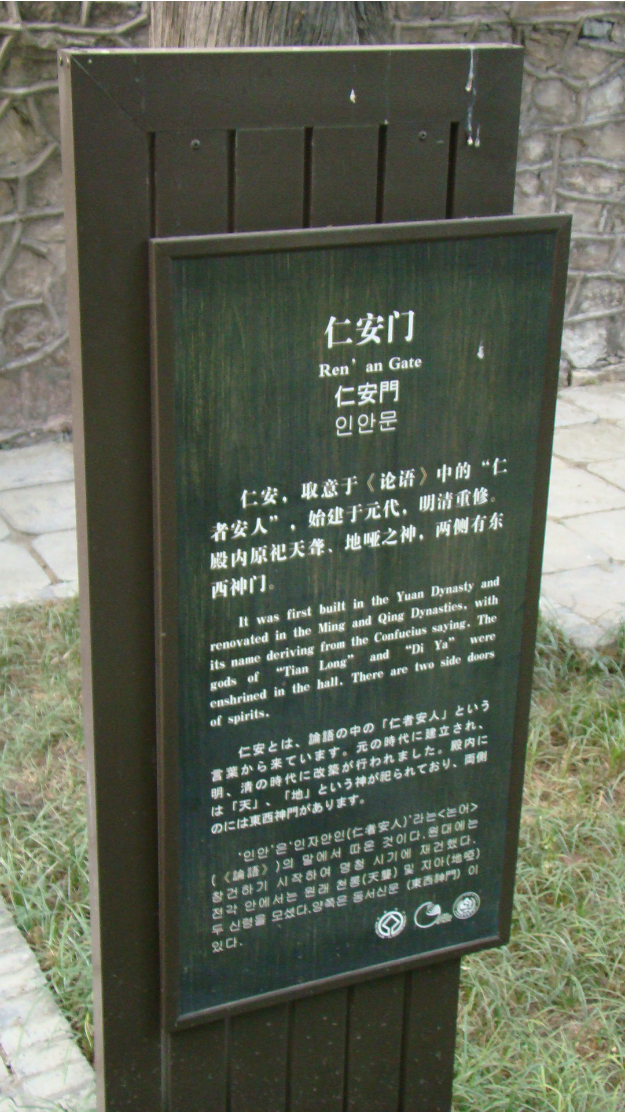 仁安门
Ren' an Gate
仁安門
인안문
仁安，取意于《论语》中的“仁
者安人”，始建于元代，明清重修。
殿内原祀天聋、地哑之神，两侧有东
西神门。
It was first built in the Yuan Dynasty and
renovated in the Ming and Qing Dynasties, with
its name deriving from the Confucius saying. The
gods of “Tian Long” and “Di Ya” were
enshrined in the hall. There are two side doors
of spirits.
仁安とは、論語の中の「仁者安人」という
言葉から来ています。元の時代に建立され、
明、清の時代に改築が行われました。殿内に
は「天」、「地」という神が祀られており、両側
のには東西神門があります。
'인안'은'인자안인(仁者安人)'라는<논어>
(《論語》)의 말에서 따온 것이다.원대에는
창건하기 시작하여 명청 시기에 재건했다.
전각 안에서는 원래 천롱(天聾) 및 지아(地啞)
두 신령을 모셨다.양쪽은 동서신문 (東西神門) 이
있다.